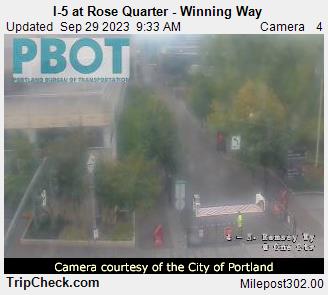 I-5 at Rose Quarter - Winning Way
Updated Sep 29 2023 9:33 AM Camera 4
PBOT
PORTLAND BUREAU OF TRANSPORTATION
Camera courtesy of the City of Portland
TripCheck.com Milepost302.00